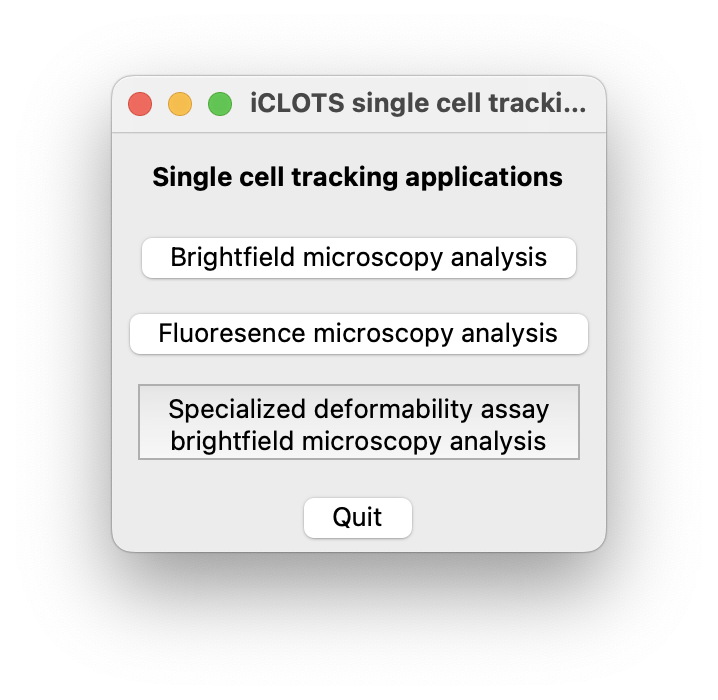 iCLOTS single cell tracki...
Single cell tracking applications
Brightfield microscopy analysis
Fluoresence microscopy analysis
Specialized deformability assay
brightfield microscopy analysis
Quit